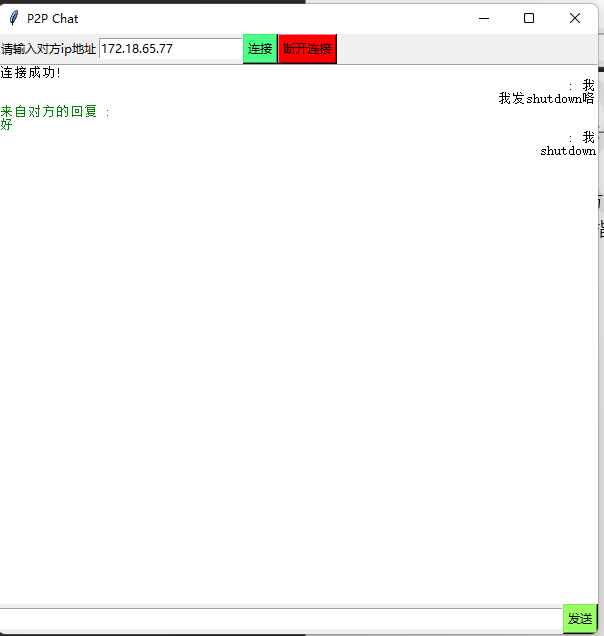 P2P Chat
请输入对方ip地址 172.18.65.77 连接 断开连接
连接成功!
: 我
我发shutdown咯
来自对方的回复 :
好
: 我
shutdown
发送